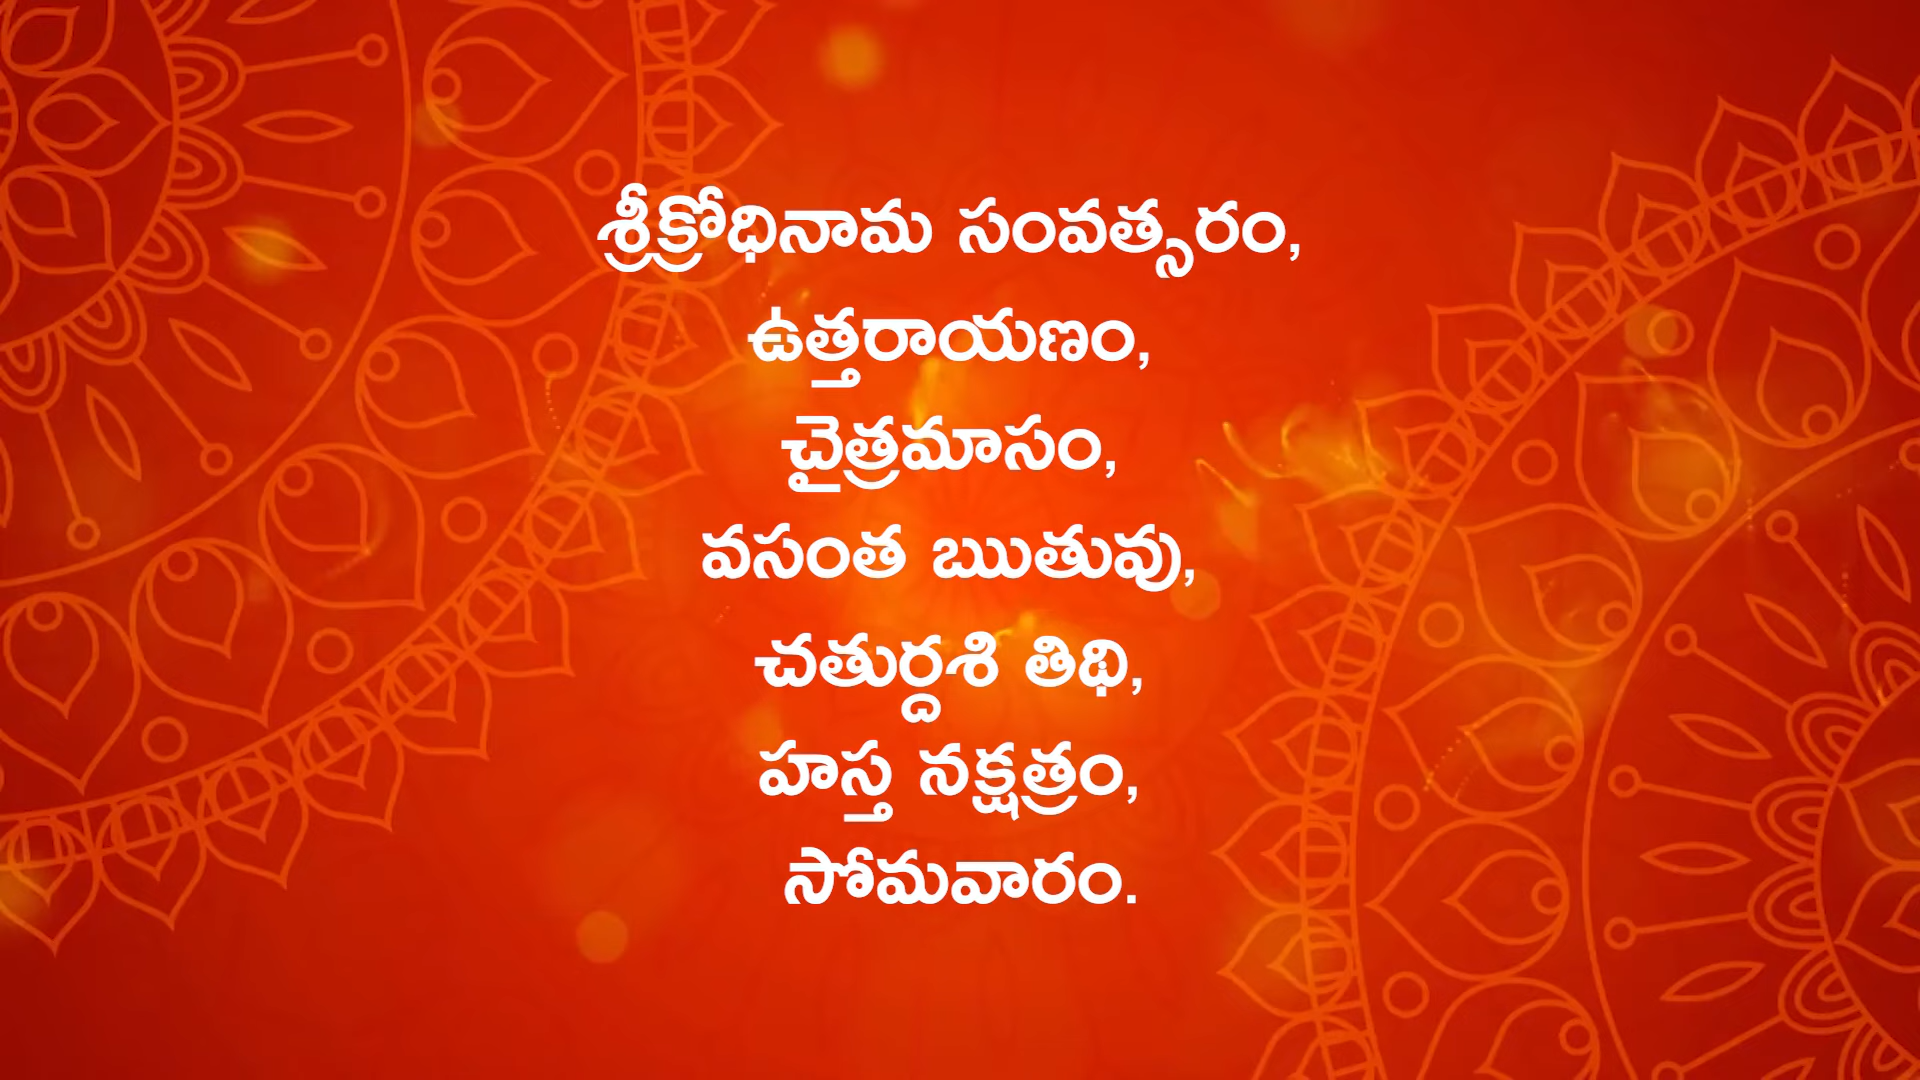 శ్రీక్రోధినామ సంవత్సరం,
ఉత్తరాయణం,
చైత్రమాసం,
వసంత ఋతువు,
చతుర్దశి తిథి,
హస్త నక్షత్రం,
సోమవారం.